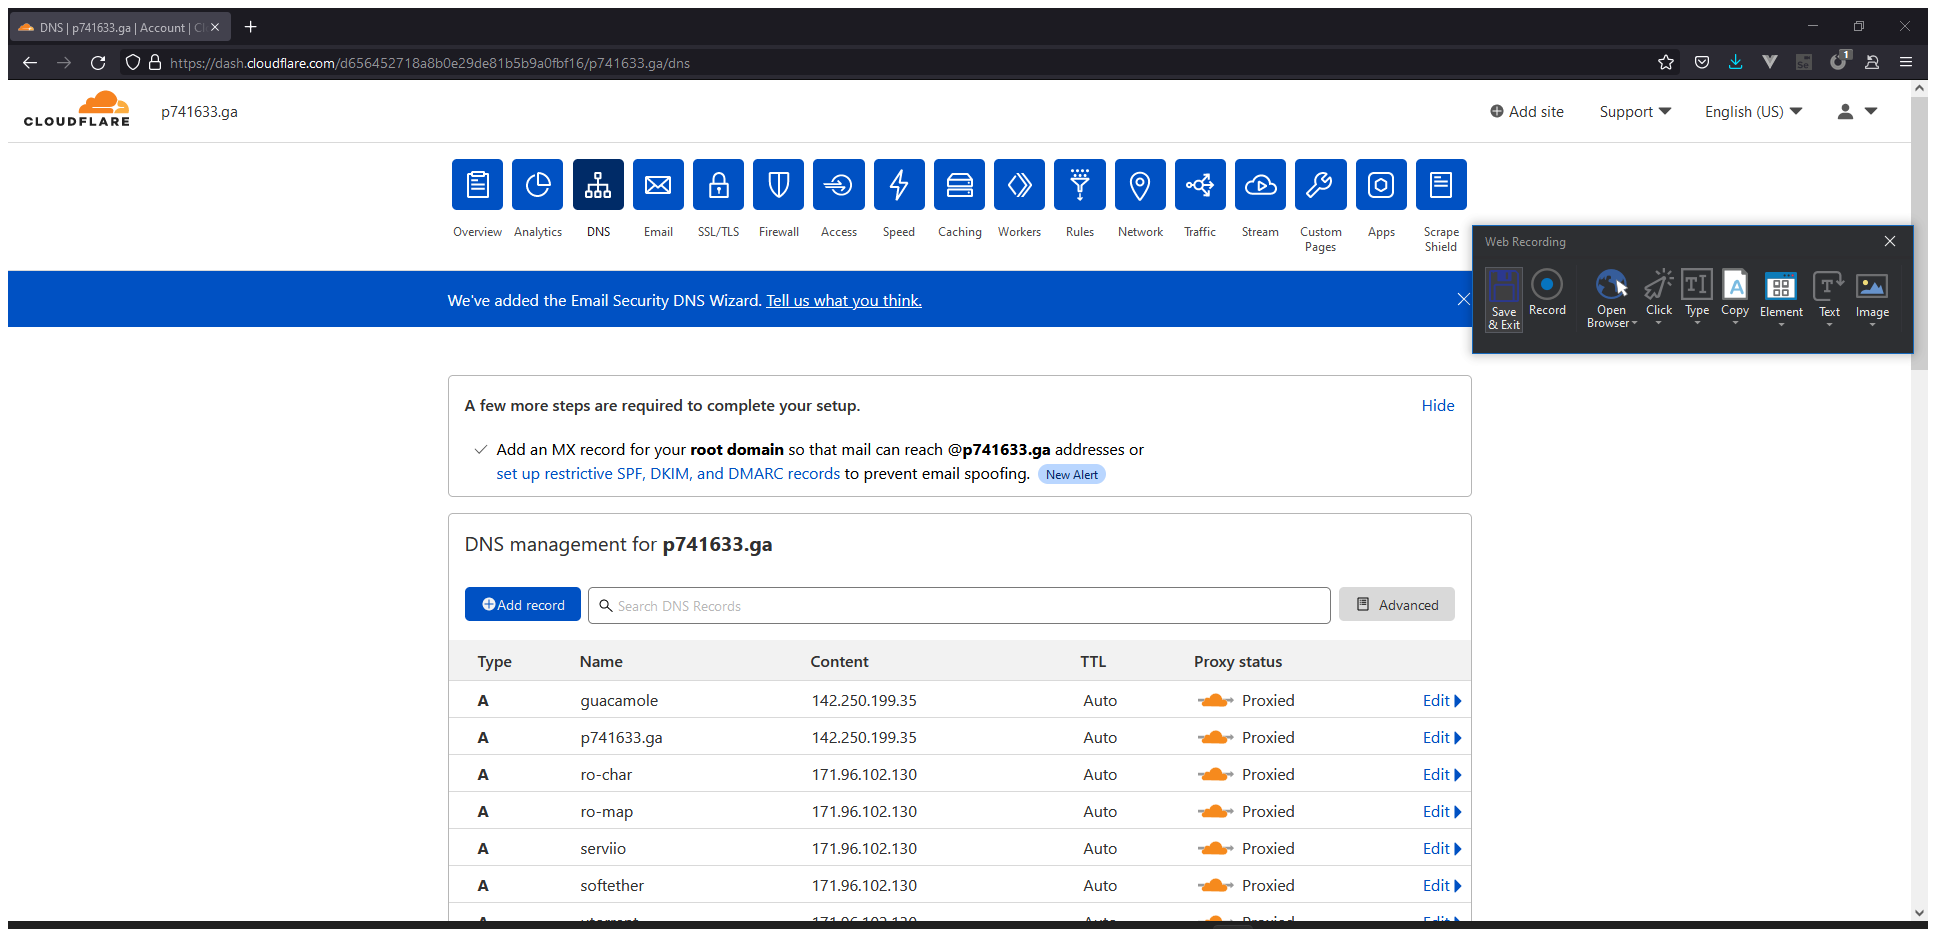 DNS | p741633.ga | Account | Cl
https://dash.cloudflare.com/d656452718a8b0e29de81b5b9a0fbf16/p741633.ga/dns
1
CLOUDFLARE
p741633.ga
Add site
Support
English (US)
Overview
Analytics
DNS
Email
SSL/TLS
Firewall
Access
Speed
Caching
Workers
Rules
Network
Traffic
Stream
Custom
Pages
Apps
Scrape
Shield
Web Recording
Save
& Exit
Record
Open
Browser
Click
Type
Copy
Element
Text
Image
We've added the Email Security DNS Wizard. Tell us what you think.
A few more steps are required to complete your setup.
Hide
Add an MX record for your root domain so that mail can reach @p741633.ga addresses or
set up restrictive SPF, DKIM, and DMARC records to prevent email spoofing. New Alert
DNS management for p741633.ga
Add record
Search DNS Records
Advanced
Type Name Content TTL Proxy status
A guacamole 142.250.199.35 Auto Proxied Edit
A p741633.ga 142.250.199.35 Auto Proxied Edit
A ro-char 171.96.102.130 Auto Proxied Edit
A ro-map 171.96.102.130 Auto Proxied Edit
A serviio 171.96.102.130 Auto Proxied Edit
A softether 171.96.102.130 Auto Proxied Edit
A utorrent 171.96.102.130 Auto Proxied Edit